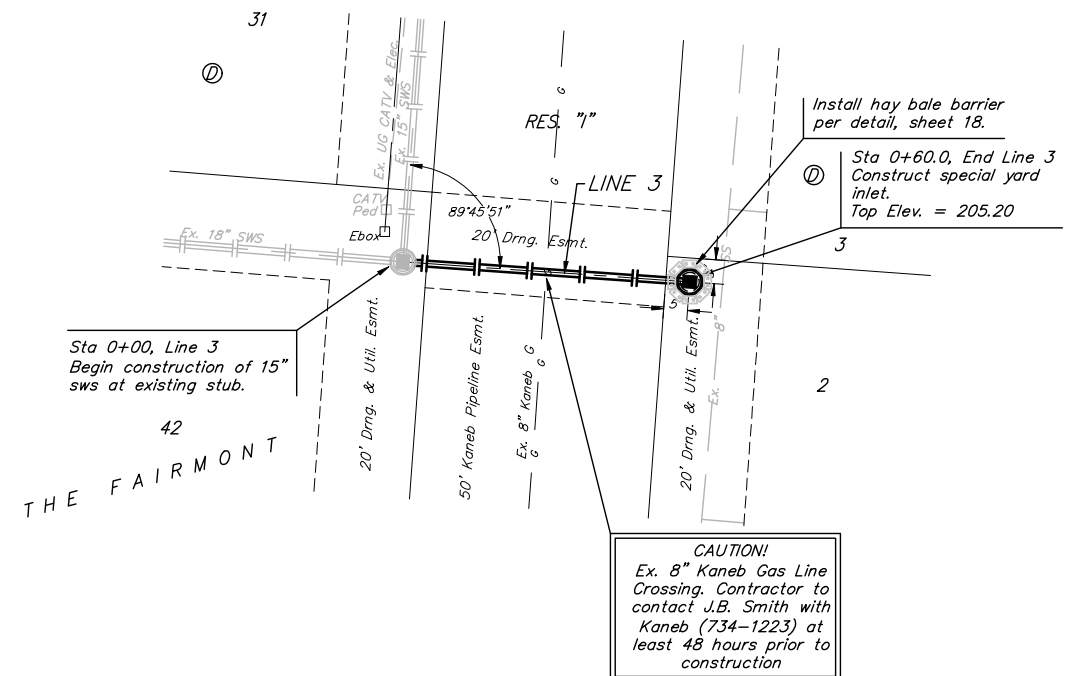 31
D
Ex. UG CATV & Elec.
Ex. 15" SWS
G
RES. "1"
G
Install hay bale barrier
per detail, sheet 18.
Sta 0+60.0, End Line 3
Construct special yard
inlet.
Top Elev. = 205.20
D
LINE 3
CATV
Ped
89°45'51"
Ebox
20' Drng. Esmt.
Ex. 18" SWS
3
5
Sta 0+00, Line 3
Begin construction of 15"
sws at existing stub.
42
THE FAIRMONT
20' Drng. & Util. Esmt.
50' Kaneb Pipeline Esmt.
Ex. 8" Kaneb G
G
G
20' Drng. & Util. Esmt.
Ex. 8" SS
2
CAUTION!
Ex. 8" Kaneb Gas Line
Crossing. Contractor to
contact J.B. Smith with
Kaneb (734-1223) at
least 48 hours prior to
construction